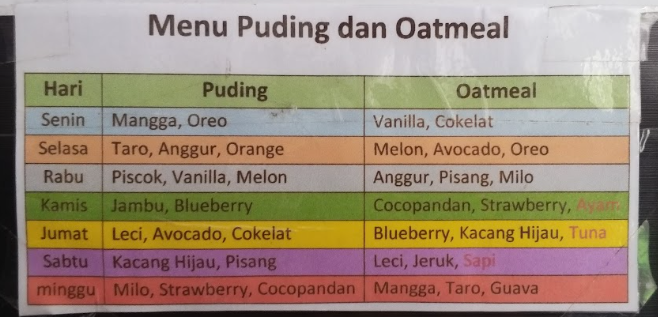 Menu Puding dan Oatmeal
Hari Puding Oatmeal
Senin Mangga, Oreo Vanilla, Cokelat
Selasa Taro, Anggur, Orange Melon, Avocado, Oreo
Rabu Piscok, Vanilla, Melon Anggur, Pisang, Milo
Kamis Jambu, Blueberry Cocopandan, Strawberry, Ayam
Jumat Leci, Avocado, Cokelat Blueberry, Kacang Hijau, Tuna
Sabtu Kacang Hijau, Pisang Leci, Jeruk, Sapi
minggu Milo, Strawberry, Cocopandan Mangga, Taro, Guava